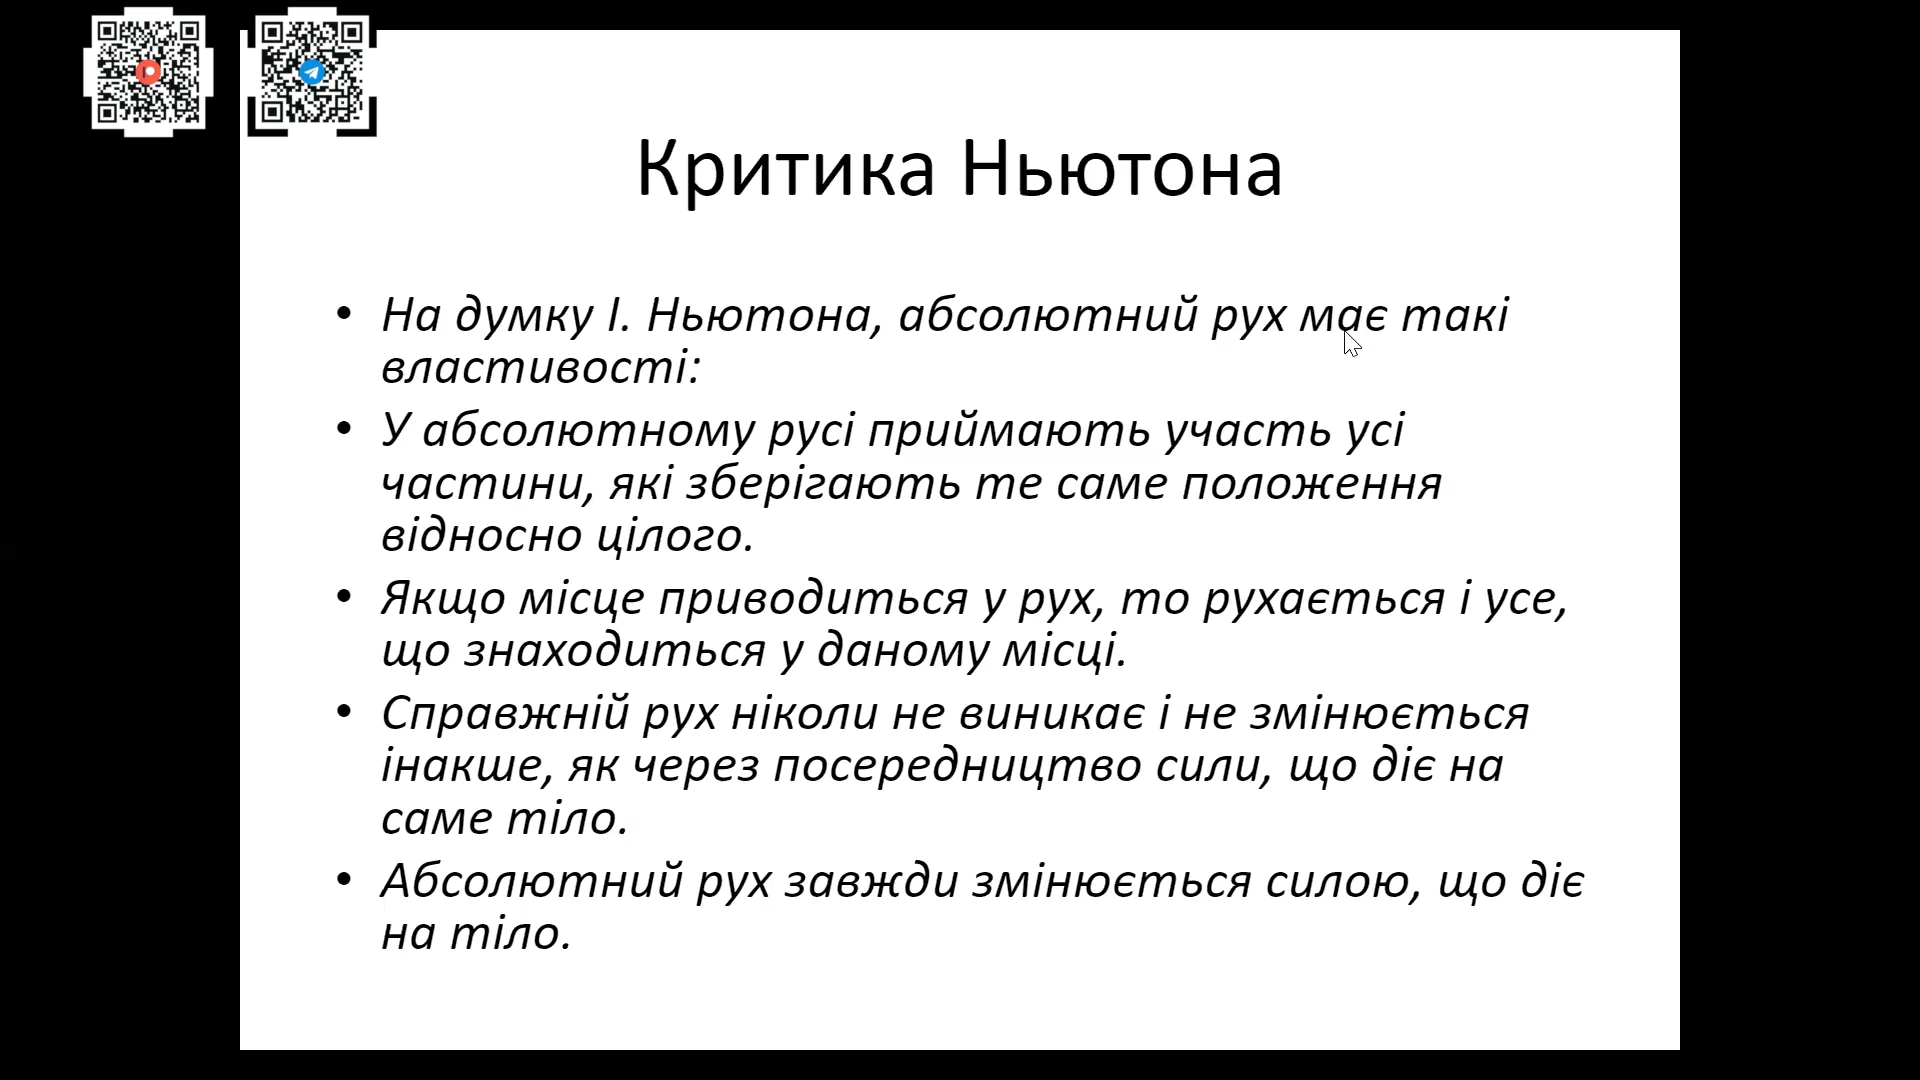 Критика Ньютона
• На думку І. Ньютона, абсолютний рух має такі
властивості:
• У абсолютному русі приймають участь усі
частини, які зберігають те саме положення
відносно цілого.
• Якщо місце приводиться у рух, то рухається і усе,
що знаходиться у даному місці.
• Справжній рух ніколи не виникає і не змінюється
інакше, як через посередництво сили, що діє на
саме тіло.
• Абсолютний рух завжди змінюється силою, що діє
на тіло.